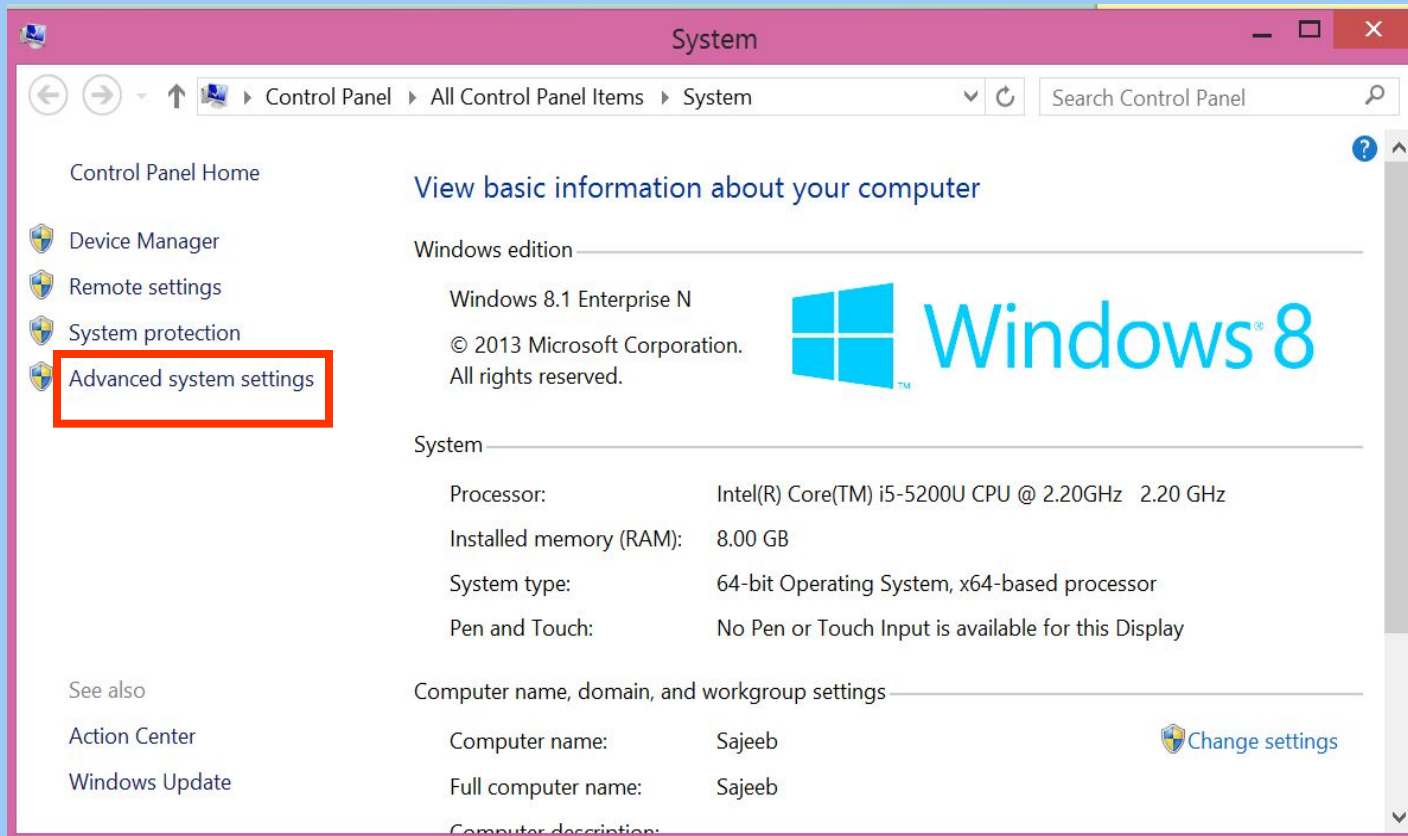 System
Control Panel All Control Panel Items System
Search Control Panel
Control Panel Home
Device Manager
Remote settings
System protection
Advanced system settings
See also
Action Center
Windows Update
View basic information about your computer
Windows edition
Windows 8.1 Enterprise N
© 2013 Microsoft Corporation.
All rights reserved.
Windows® 8
TM
System
Processor: Intel(R) Core(TM) i5-5200U CPU @ 2.20GHz 2.20 GHz
Installed memory (RAM): 8.00 GB
System type: 64-bit Operating System, x64-based processor
Pen and Touch: No Pen or Touch Input is available for this Display
Computer name, domain, and workgroup settings
Computer name: Sajeeb
Change settings
Full computer name: Sajeeb
Computer description: